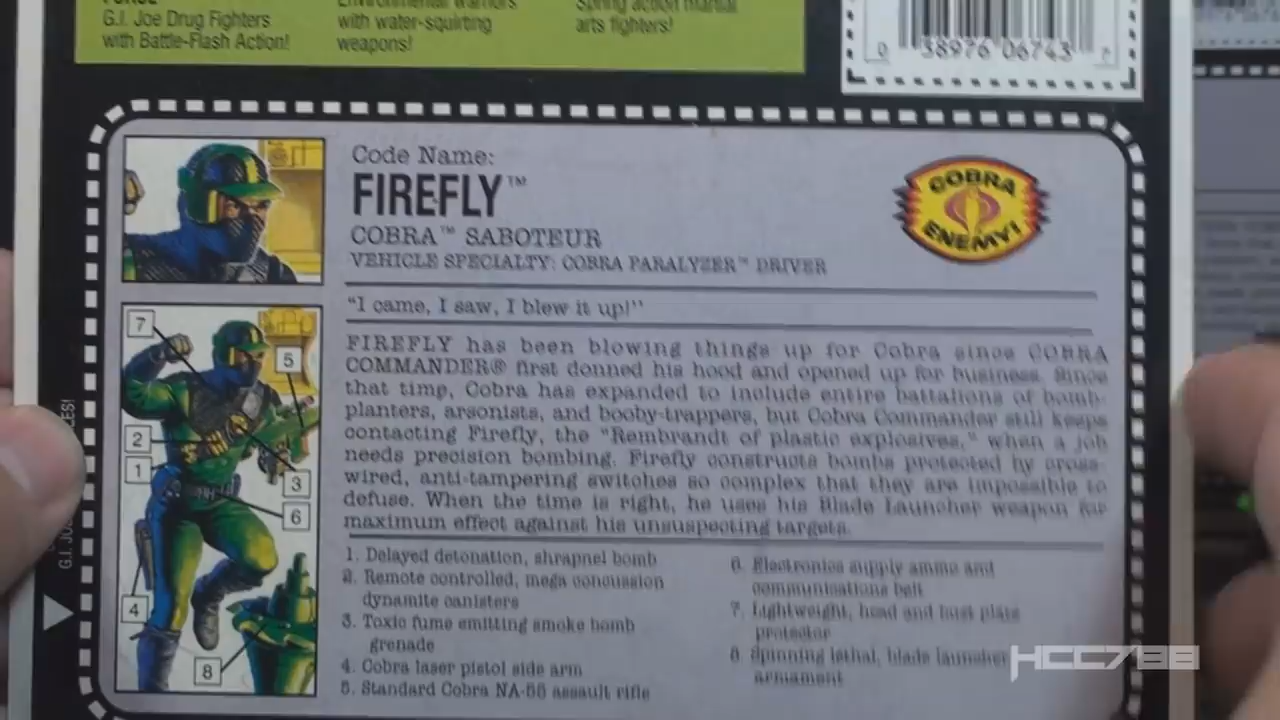 G.I. Joe Drug Fighters
with Battle-Flash Action!
Environmental warriors
with water-squirting
weapons!
Spring action martial
arts fighters!
0 38976 06743 7
Code Name:
FIREFLY™
COBRA™ SABOTEUR
VEHICLE SPECIALTY: COBRA PARALYZER™ DRIVER
COBRA
ENEMY!
"I came, I saw, I blew it up!"
FIREFLY has been blowing things up for Cobra since COBRA
COMMANDER® first donned his hood and opened up for business. Since
that time, Cobra has expanded to include entire battalions of bomb-
planters, arsonists, and booby-trappers, but Cobra Commander still keeps
contacting Firefly, the "Rembrandt of plastic explosives," when a job
needs precision bombing. Firefly constructs bombs protected by cross-
wired, anti-tampering switches so complex that they are impossible to
defuse. When the time is right, he uses his Blade Launcher weapon for
maximum effect against his unsuspecting targets.
7
5
2
1
3
6
4
8
1. Delayed detonation, shrapnel bomb
2. Remote controlled, mega concussion
dynamite canisters
3. Toxic fume emitting smoke bomb
grenade
4. Cobra laser pistol side arm
5. Standard Cobra NA-55 assault rifle
6. Electronics supply ammo and
communications belt
7. Lightweight, head and bust plate
protector
8. Spinning lethal, blade launcher
armament
G.I. JO
LES!
HCC788